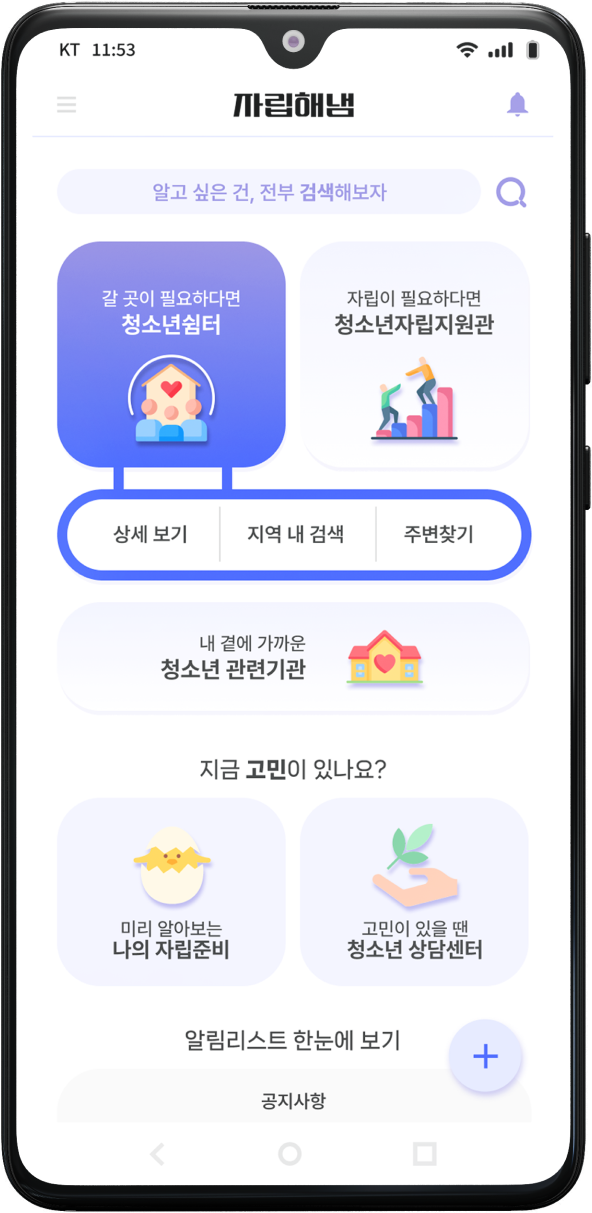 KT 11:53
자립해냄
알고 싶은 건, 전부 검색해보자
갈 곳이 필요하다면
청소년쉼터
자립이 필요하다면
청소년자립지원관
상세 보기
지역 내 검색
주변찾기
내 곁에 가까운
청소년 관련기관
지금 고민이 있나요?
미리 알아보는
나의 자립준비
고민이 있을 땐
청소년 상담센터
알림리스트 한눈에 보기
공지사항